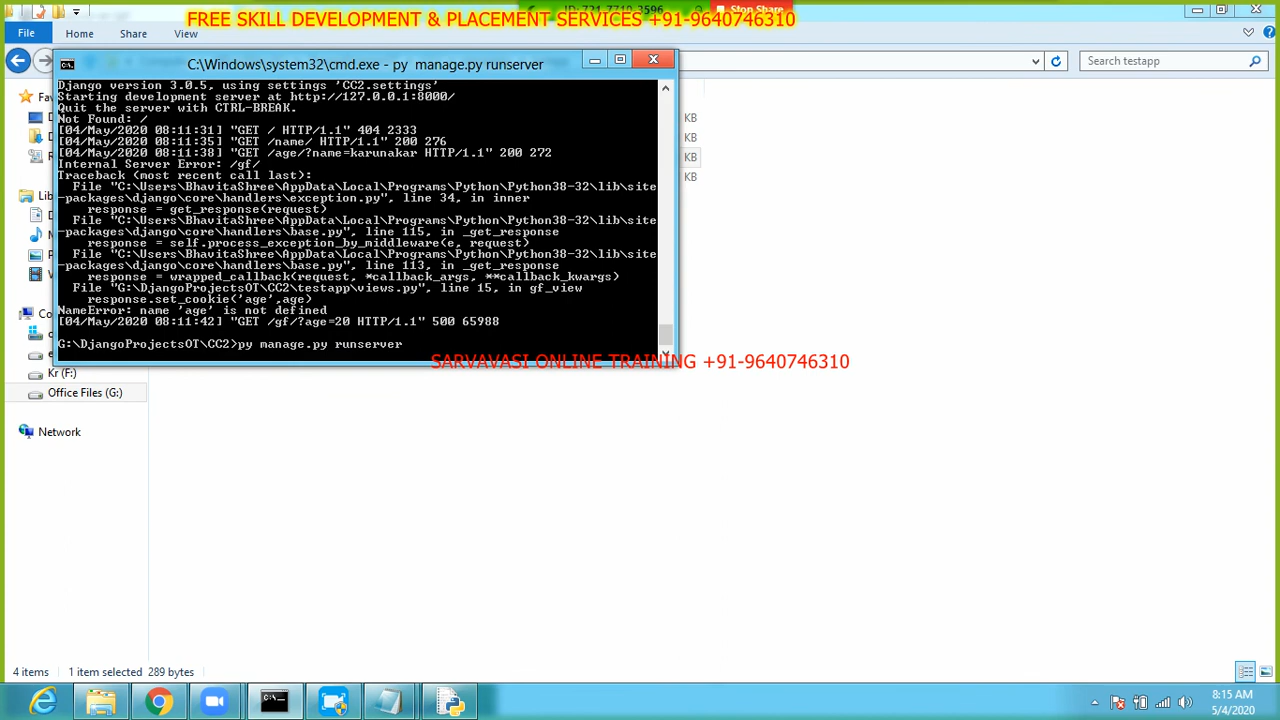 FREE SKILL DEVELOPMENT & PLACEMENT SERVICES +91-9640746310
Stop Share
File
Home
Share
View
C:\Windows\system32\cmd.exe - py  manage.py runserver
Search testapp
Django version 3.0.5, using settings 'CC2.settings'
Starting development server at http://127.0.0.1:8000/
Quit the server with CTRL-BREAK.
Not Found: /
[04/May/2020 08:11:31] "GET / HTTP/1.1" 404 2333
[04/May/2020 08:11:35] "GET /name/ HTTP/1.1" 200 276
[04/May/2020 08:11:38] "GET /age/?name=karunakar HTTP/1.1" 200 272
Internal Server Error: /gf/
Traceback (most recent call last):
File "C:\Users\BhavitaShree\AppData\Local\Programs\Python\Python38-32\lib\site
-packages\django\core\handlers\exception.py", line 34, in inner
response = get_response(request)
File "C:\Users\BhavitaShree\AppData\Local\Programs\Python\Python38-32\lib\site
-packages\django\core\handlers\base.py", line 115, in _get_response
response = self.process_exception_by_middleware(e, request)
File "C:\Users\BhavitaShree\AppData\Local\Programs\Python\Python38-32\lib\site
-packages\django\core\handlers\base.py", line 113, in _get_response
response = wrapped_callback(request, *callback_args, **callback_kwargs)
File "G:\DjangoProjectsOT\CC2\testapp\views.py", line 15, in gf_view
response.set_cookie('age',age)
NameError: name 'age' is not defined
[04/May/2020 08:11:42] "GET /gf/?age=20 HTTP/1.1" 500 65988
G:\DjangoProjectsOT\CC2>py manage.py runserver
KB
KB
KB
KB
Fav
Lib
Co
SARVAVASI ONLINE TRAINING +91-9640746310
Kr (F:)
Office Files (G:)
Network
4 items
1 item selected
289 bytes
8:15 AM
5/4/2020